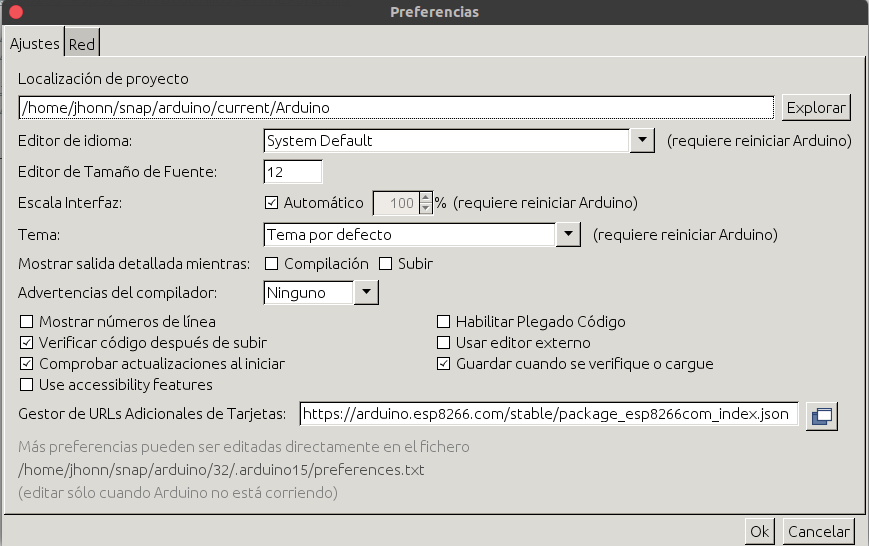 Preferencias
Ajustes Red
Localización de proyecto
/home/jhonn/snap/arduino/current/Arduino Explorar
Editor de idioma: System Default (requiere reiniciar Arduino)
Editor de Tamaño de Fuente: 12
Escala Interfaz: Automático 100 % (requiere reiniciar Arduino)
Tema: Tema por defecto (requiere reiniciar Arduino)
Mostrar salida detallada mientras: Compilación Subir
Advertencias del compilador: Ninguno
Mostrar números de línea Habilitar Plegado Código
Verificar código después de subir Usar editor externo
Comprobar actualizaciones al iniciar Guardar cuando se verifique o cargue
Use accessibility features
Gestor de URLs Adicionales de Tarjetas: https://arduino.esp8266.com/stable/package_esp8266com_index.json
Más preferencias pueden ser editadas directamente en el fichero
/home/jhonn/snap/arduino/32/.arduino15/preferences.txt
(editar sólo cuando Arduino no está corriendo)
Ok Cancelar